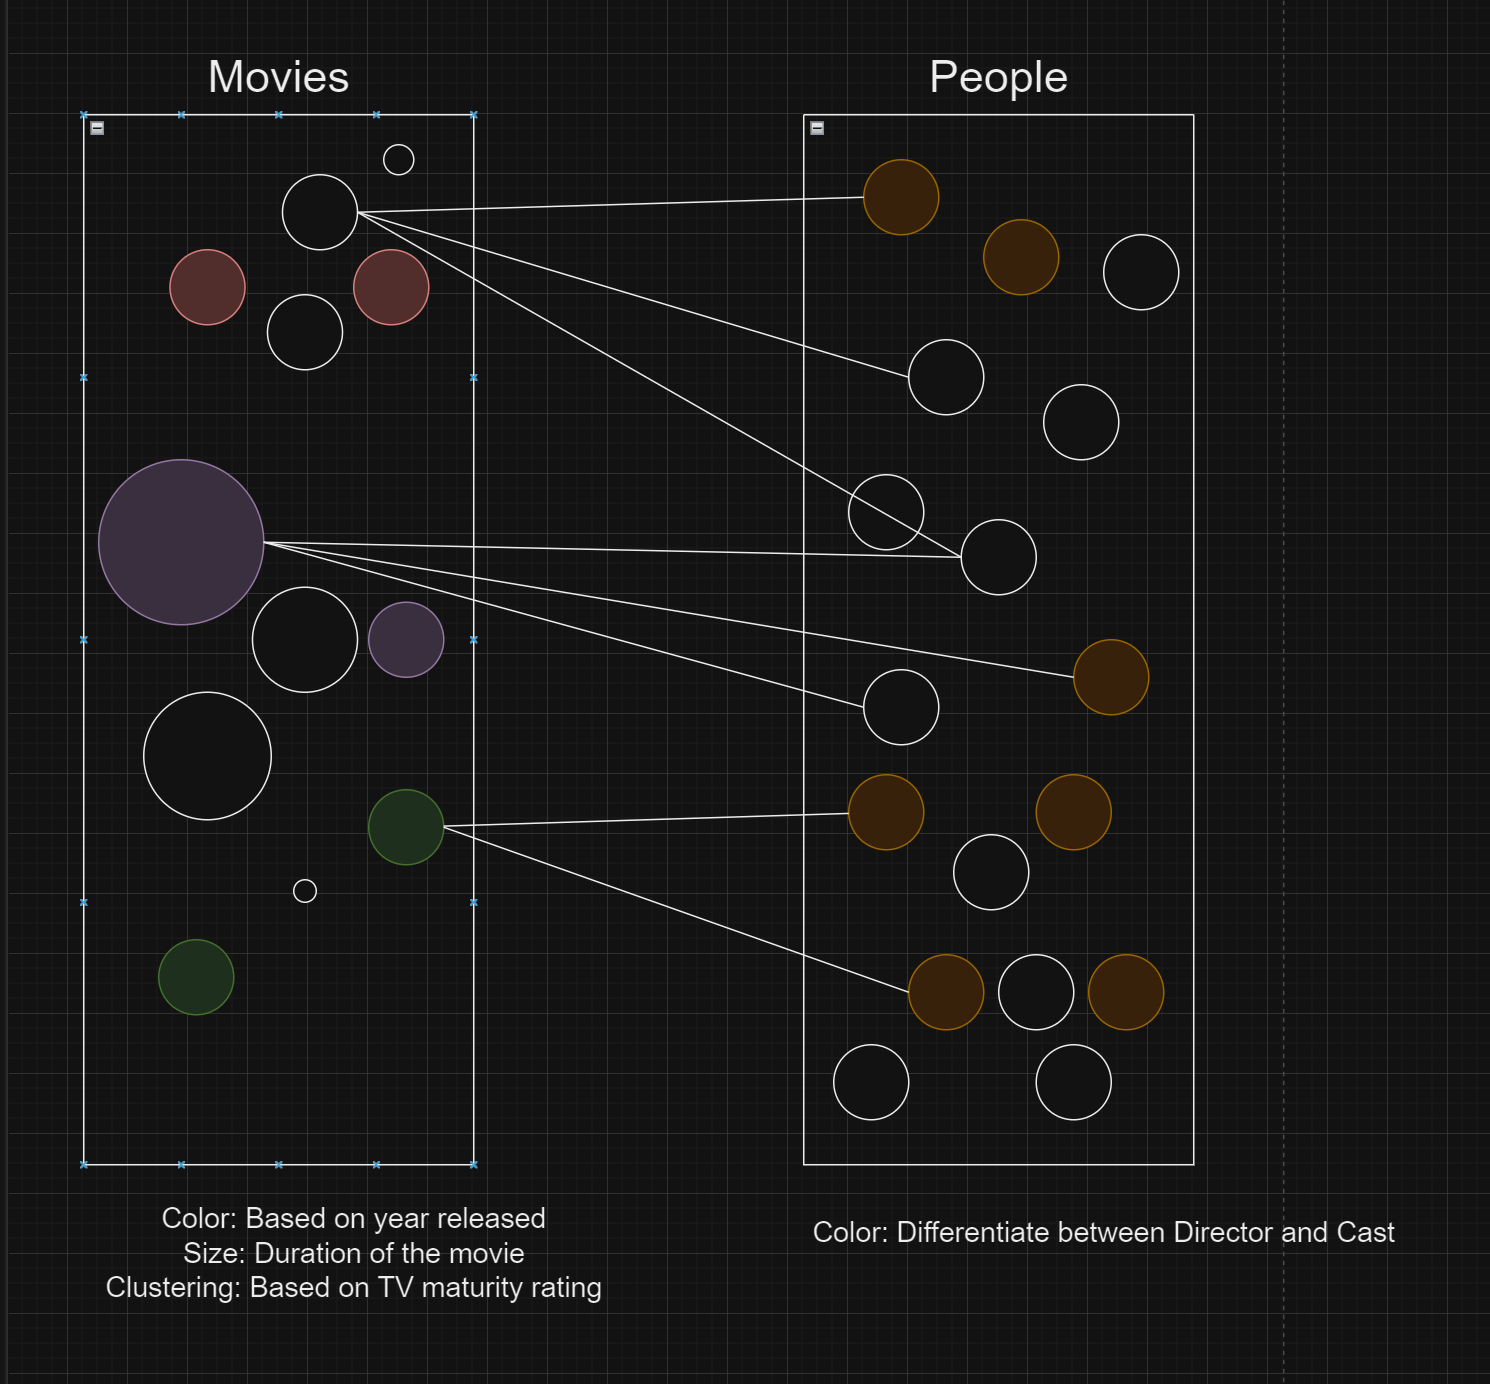 Movies
People
Color: Based on year released
Size: Duration of the movie
Clustering: Based on TV maturity rating
Color: Differentiate between Director and Cast